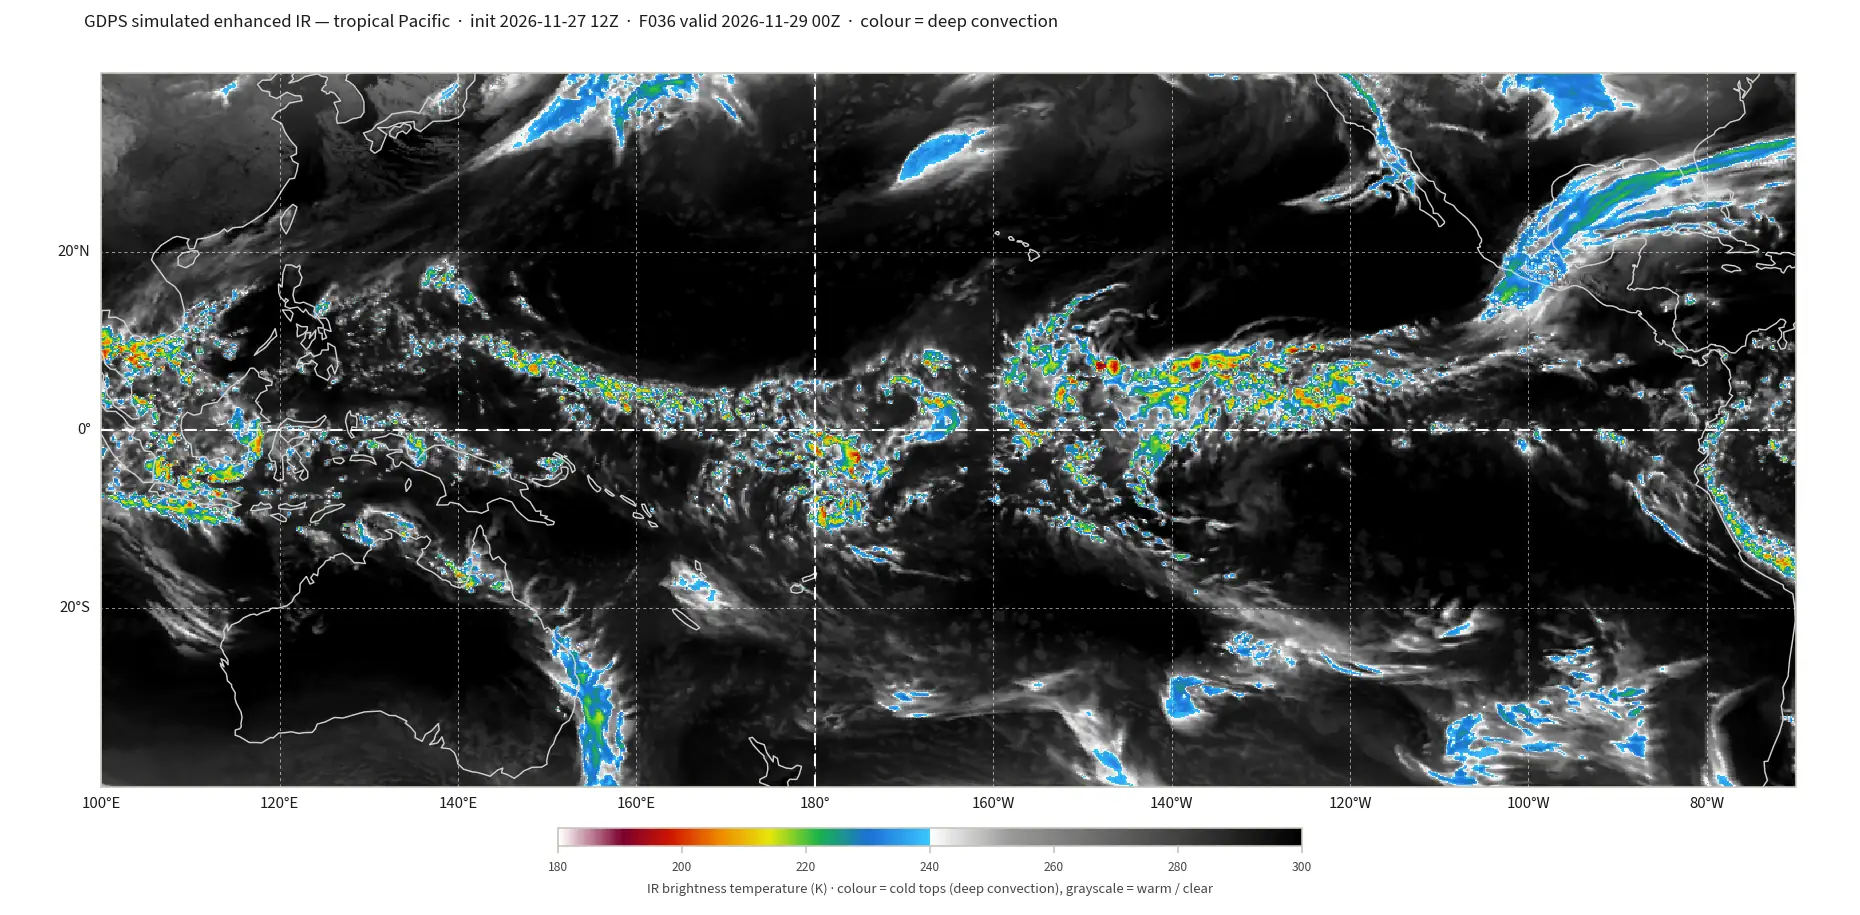 GDPS simulated enhanced IR — tropical Pacific · init 2026-11-27 12Z · F036 valid 2026-11-29 00Z · colour = deep convection
20°N
0°
20°S
100°E 120°E 140°E 160°E 180° 160°W 140°W 120°W 100°W 80°W
180 200 220 240 260 280 300
IR brightness temperature (K) · colour = cold tops (deep convection), grayscale = warm / clear